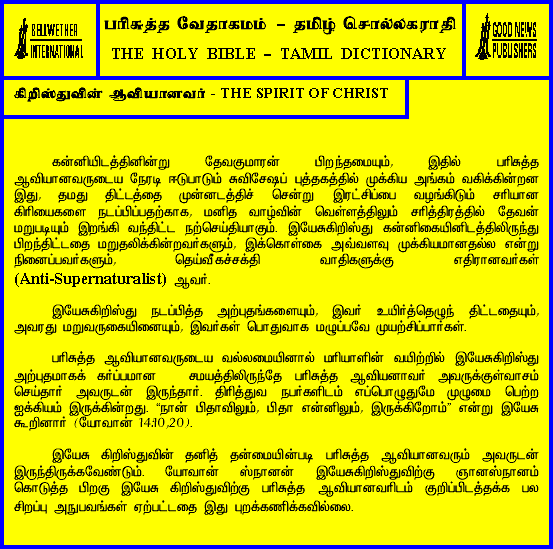 BELLWETHER
INTERNATIONAL
பரிசுத்த வேதாகமம் – தமிழ் சொல்லகராதி
THE HOLY BIBLE – TAMIL DICTIONARY
GOOD NEWS
PUBLISHERS
கிறிஸ்துவின் ஆவியானவர் - THE SPIRIT OF CHRIST
கன்னியிடத்தினின்று தேவகுமாரன் பிறந்தமையும், இதில் பரிசுத்த
ஆவியானவருடைய நேரடி ஈடுபாடும் சுவிசேஷப் புத்தகத்தில் முக்கிய அங்கம் வகிக்கின்றன
இது, தமது திட்டத்தை முன்னடத்திச் சென்று இரட்சிப்பை வழங்கிடும் சரியான
கிரியைகளை நடப்பிப்பதற்காக, மனித வாழ்வின் வெள்ளத்திலும் சரித்திரத்தில் தேவன்
மறுபடியும் இறங்கி வந்திட்ட நற்செய்தியாகும். இயேசுகிறிஸ்து கன்னிகையினிடத்திலிருந்து
பிறந்திட்டதை மறுதலிக்கின்றவர்களும், இக்கொள்கை அவ்வளவு முக்கியமானதல்ல என்று
நினைப்பவர்களும், தெய்வீகச்சக்தி வாதிகளுக்கு எதிரானவர்கள்
(Anti-Supernaturalist) ஆவர்.
இயேசுகிறிஸ்து நடப்பித்த அற்புதங்களையும், இவர் உயிர்த்தெழுந் திட்டதையும்,
அவரது மறுவருகையினையும், இவர்கள் பொதுவாக மழுப்பவே முயற்சிப்பார்கள்.
பரிசுத்த ஆவியானவருடைய வல்லமையினால் மரியாளின் வயிற்றில் இயேசுகிறிஸ்து
அற்புதமாகக் கர்ப்பமான சமயத்திலிருந்தே பரிசுத்த ஆவியனாவர் அவருக்குள்வாசம்
செய்தார் அவருடன் இருந்தார். திரித்துவ நபர்களிடம் எப்பொழுதுமே முழுமை பெற்ற
ஐக்கியம் இருக்கின்றது. "நான் பிதாவிலும், பிதா என்னிலும், இருக்கிறோம்" என்று இயேசு
கூறினார் (யோவான் 14:10,20).
இயேசு கிறிஸ்துவின் தனித் தன்மையின்படி பரிசுத்த ஆவியானவரும் அவருடன்
இருந்திருக்கவேண்டும். யோவான் ஸ்நானன் இயேசுகிறிஸ்துவிற்கு ஞானஸ்நானம்
கொடுத்த பிறகு இயேசு கிறிஸ்துவிற்கு பரிசுத்த ஆவியானவரிடம் குறிப்பிடத்தக்க பல
சிறப்பு அநுபவங்கள் ஏற்பட்டதை இது புறக்கணிக்கவில்லை.